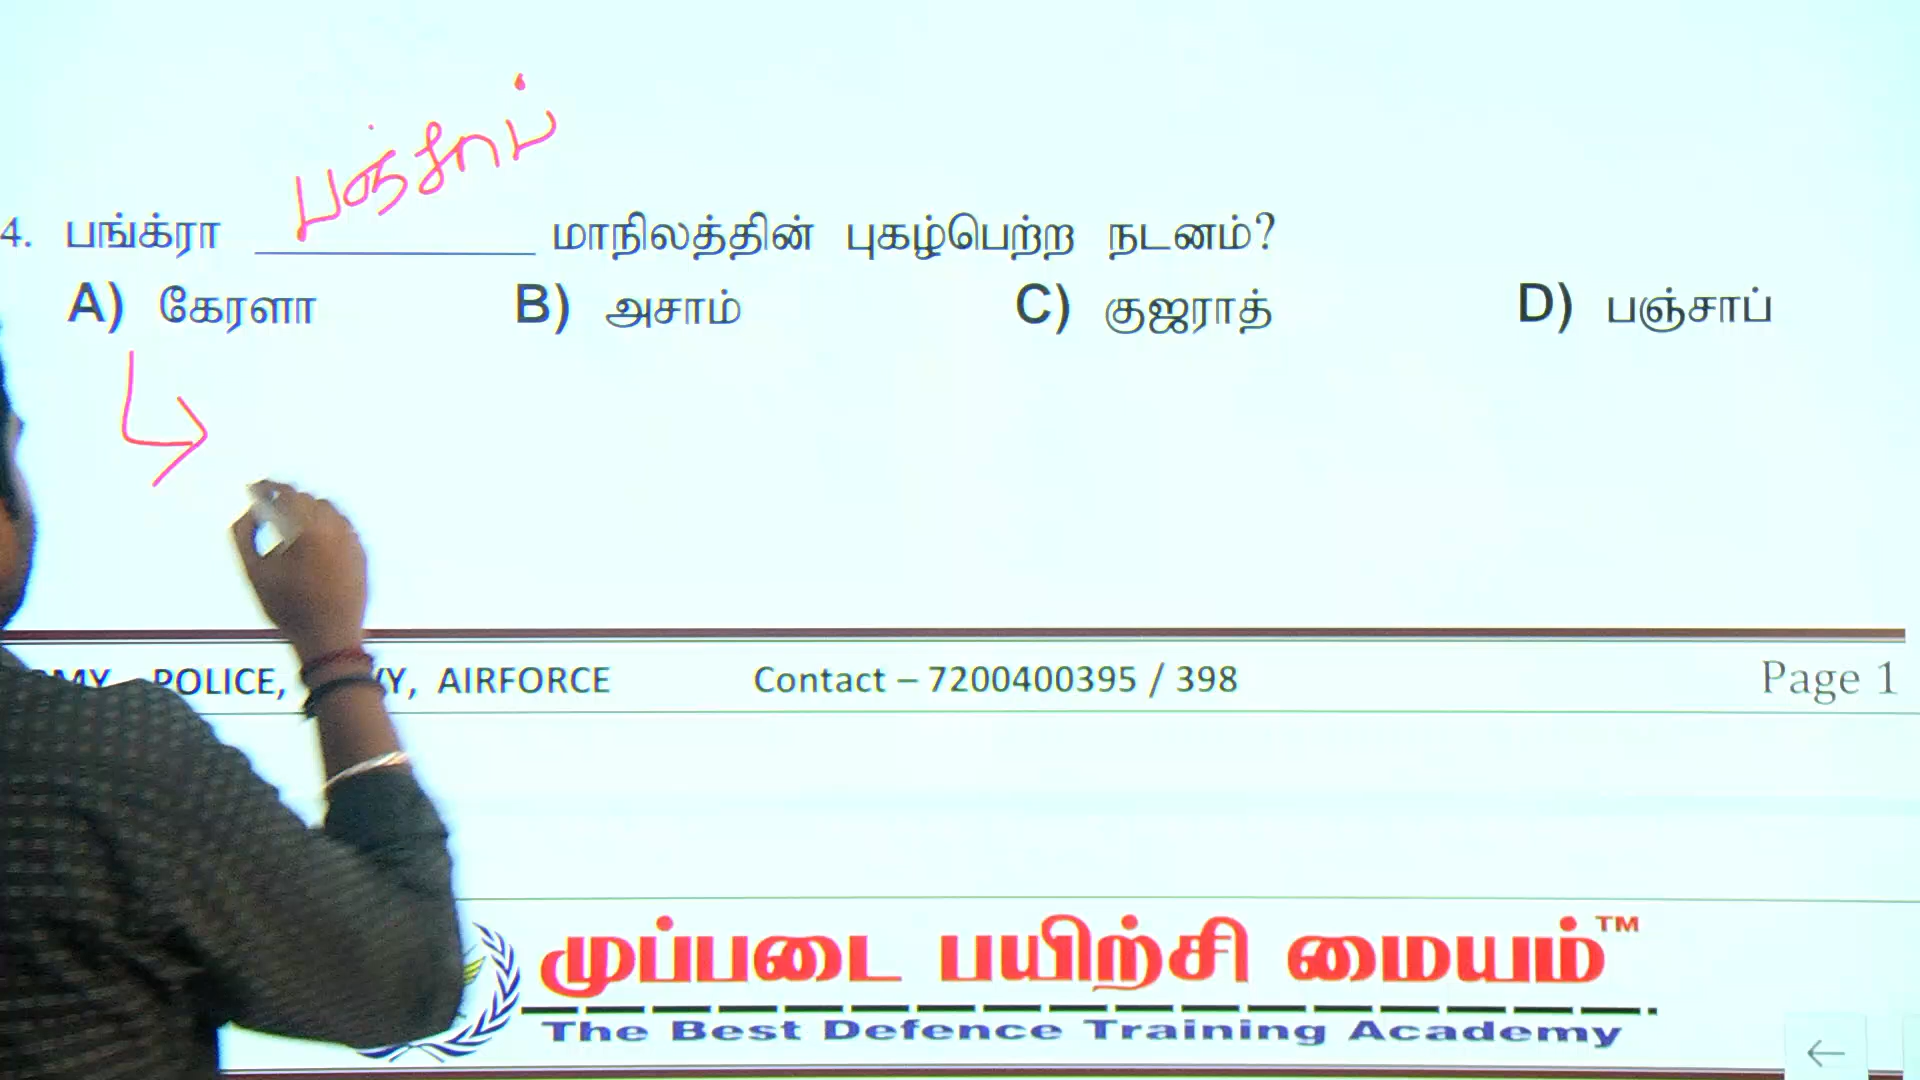 பஞ்சாப்
4. பங்க்ரா __________ மாநிலத்தின் புகழ்பெற்ற நடனம்?
A) கேரளா B) அசாம் C) குஜராத் D) பஞ்சாப்
POLICE, AIRFORCE Contact – 7200400395 / 398 Page 1
முப்படை பயிற்சி மையம்™
The Best Defence Training Academy